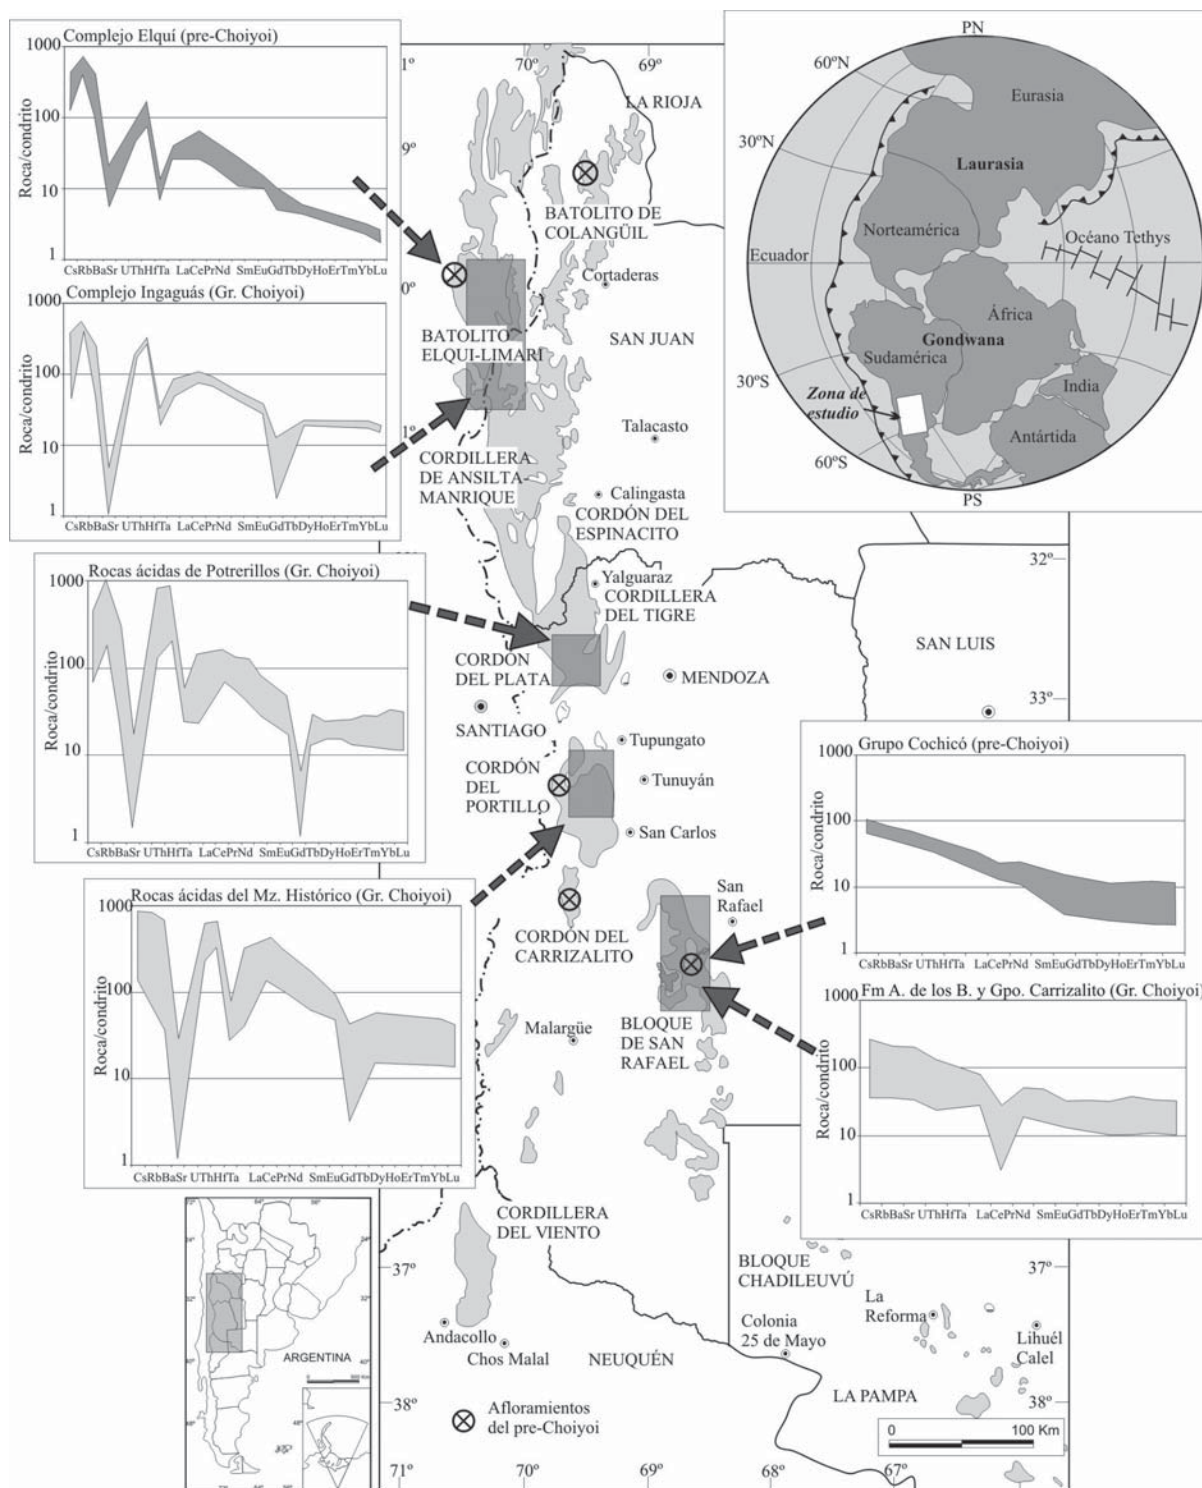 Complejo Elquí (pre-Choiyoi)
1000
100
10
1
Roca/condrito
CsRbBaSr UThHfTa LaCePrNd SmEuGdTbDyHoErTmYbLu
Complejo Ingaguás (Gr. Choiyoi)
1000
100
10
1
Roca/condrito
CsRbBaSr UThHfTa LaCePrNd SmEuGdTbDyHoErTmYbLu
Rocas ácidas de Potrerillos (Gr. Choiyoi)
1000
100
10
1
Roca/condrito
CsRbBaSr UThHfTa LaCePrNd SmEuGdTbDyHoErTmYbLu
Rocas ácidas del Mz. Histórico (Gr. Choiyoi)
1000
100
10
1
Roca/condrito
CsRbBaSr UThHfTa LaCePrNd SmEuGdTbDyHoErTmYbLu
Grupo Cochicó (pre-Choiyoi)
1000
100
10
1
Roca/condrito
CsRbBaSr UThHfTa LaCePrNd SmEuGdTbDyHoErTmYbLu
Fm A. de los B. y Gpo. Carrizalito (Gr. Choiyoi)
1000
100
10
1
Roca/condrito
CsRbBaSr UThHfTa LaCePrNd SmEuGdTbDyHoErTmYbLu
PN
60ºN
Eurasia
30ºN
Laurasia
Norteamérica
Océano Tethys
Ecuador
África
Gondwana
Sudamérica
India
30ºS
Zona de
estudio
Antártida
60ºS
PS
70º
69º
1º
LA RIOJA
9º
BATOLITO DE
COLANGÜIL
Cortaderas
0º
BATOLITO
ELQUI-LIMARÍ
SAN JUAN
Talacasto
1º
CORDILLERA
DE ANSILTA-
MANRIQUE
Calingasta
CORDÓN DEL
ESPINACITO
32º
Yalguaraz
CORDILLERA
DEL TIGRE
SAN LUIS
CORDÓN
DEL PLATA
MENDOZA
33º
SANTIAGO
Tupungato
CORDÓN
DEL
PORTILLO
Tunuyán
San Carlos
San
Rafael
CORDÓN DEL
CARRIZALITO
Malargüe
BLOQUE
DE SAN
RAFAEL
CORDILLERA
DEL VIENTO
BLOQUE
CHADILEUVÚ
37º
37º
La
Reforma
Andacollo
Chos Malal
NEUQUÉN
Colonia
25 de Mayo
Lihuél
Calel
LA PAMPA
38º
38º
Afloramientos
del pre-Choiyoi
0
100 Km
71º
70º
69º
68º
67º
ARGENTINA